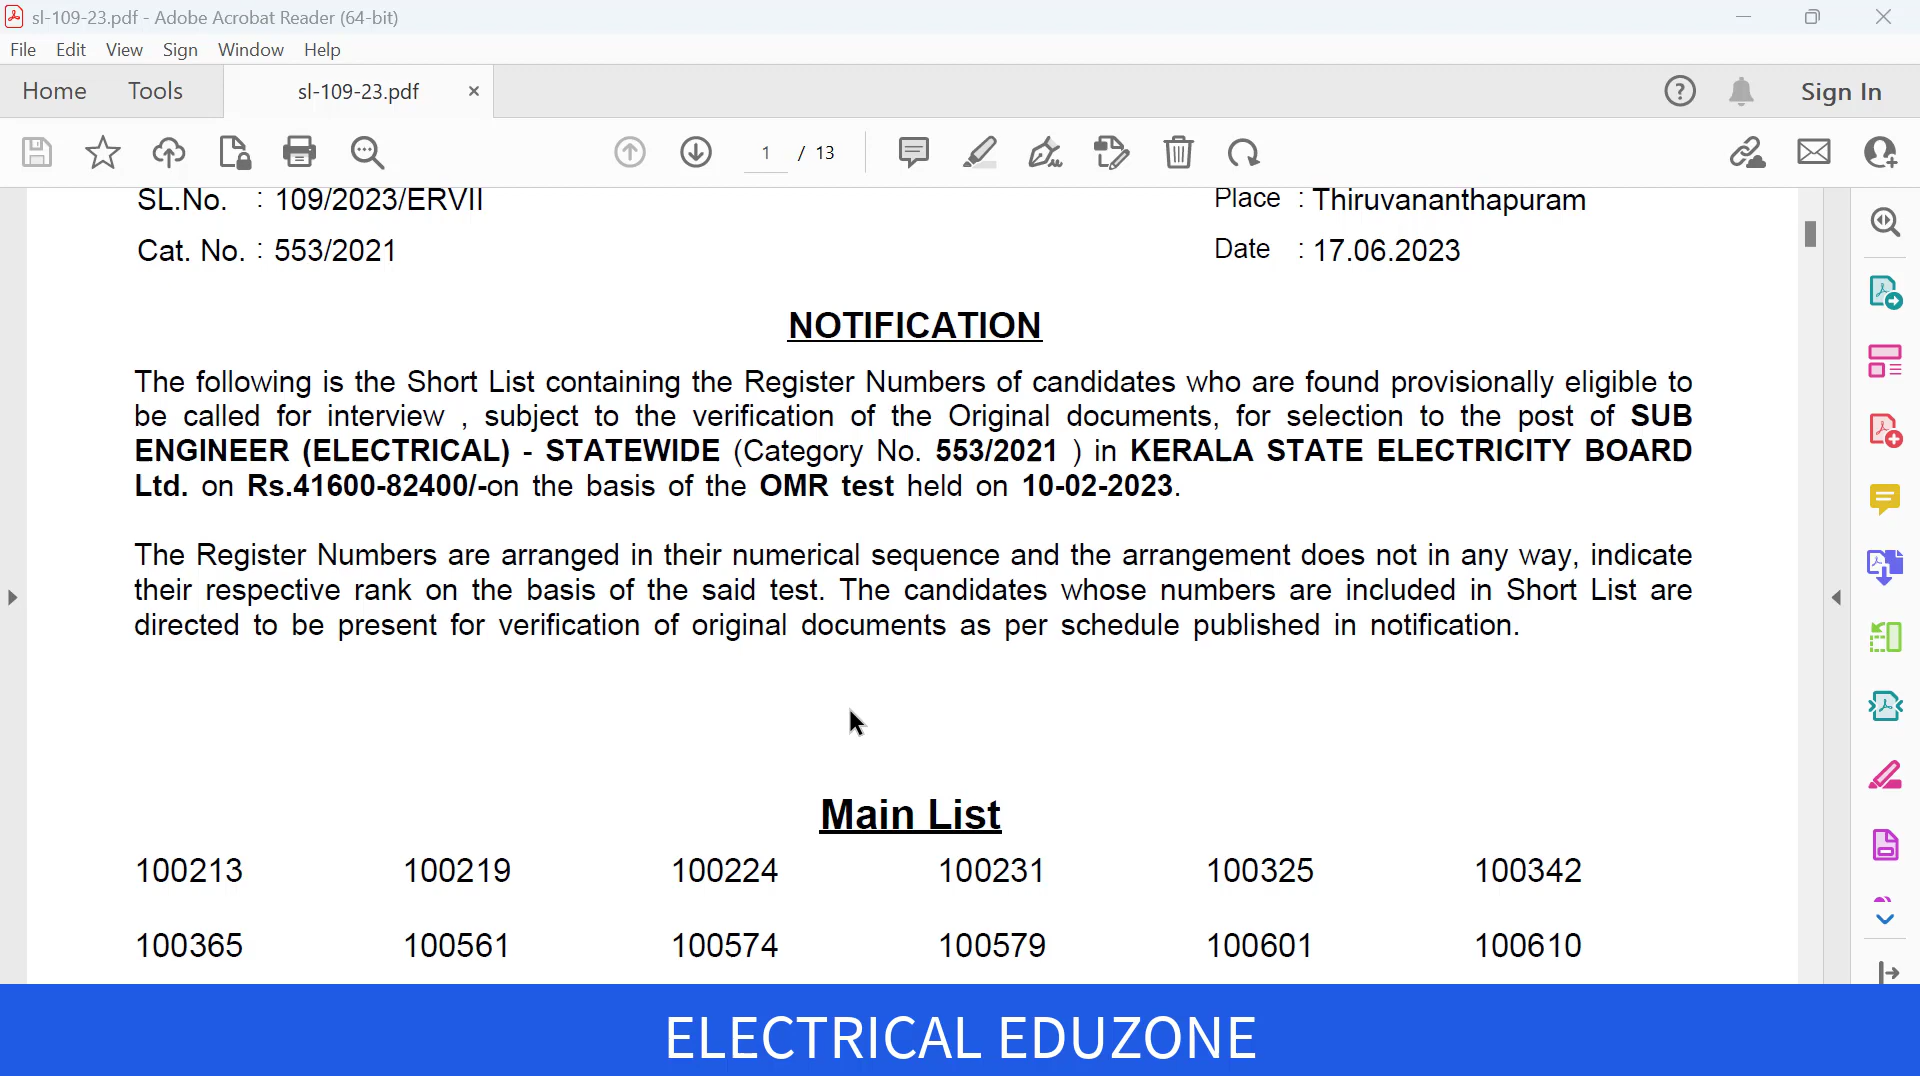 sl-109-23.pdf - Adobe Acrobat Reader (64-bit)
File Edit View Sign Window Help
Home Tools sl-109-23.pdf Sign In
1 / 13
SL.No. : 109/2023/ERVII Place : Thiruvananthapuram
Cat. No. : 553/2021 Date : 17.06.2023
NOTIFICATION
The following is the Short List containing the Register Numbers of candidates who are found provisionally eligible to
be called for interview , subject to the verification of the Original documents, for selection to the post of SUB
ENGINEER (ELECTRICAL) - STATEWIDE (Category No. 553/2021 ) in KERALA STATE ELECTRICITY BOARD
Ltd. on Rs.41600-82400/-on the basis of the OMR test held on 10-02-2023.
The Register Numbers are arranged in their numerical sequence and the arrangement does not in any way, indicate
their respective rank on the basis of the said test. The candidates whose numbers are included in Short List are
directed to be present for verification of original documents as per schedule published in notification.
Main List
100213 100219 100224 100231 100325 100342
100365 100561 100574 100579 100601 100610
ELECTRICAL EDUZONE